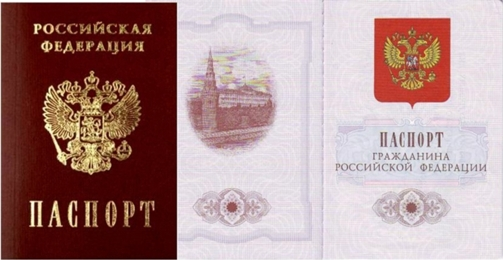 РОССИЙСКАЯ
ФЕДЕРАЦИЯ
ПАСПОРТ
ПАСПОРТ
ГРАЖДАНИНА
РОССИЙСКОЙ ФЕДЕРАЦИИ